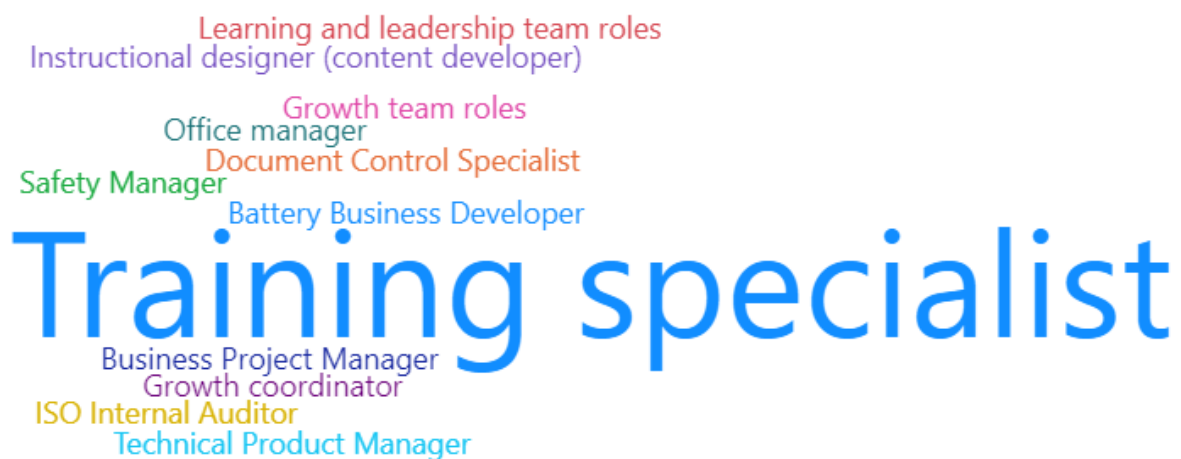 Learning and leadership team roles
Instructional designer (content developer)
Growth team roles
Office manager
Document Control Specialist
Safety Manager
Battery Business Developer
Training specialist
Business Project Manager
Growth coordinator
ISO Internal Auditor
Technical Product Manager